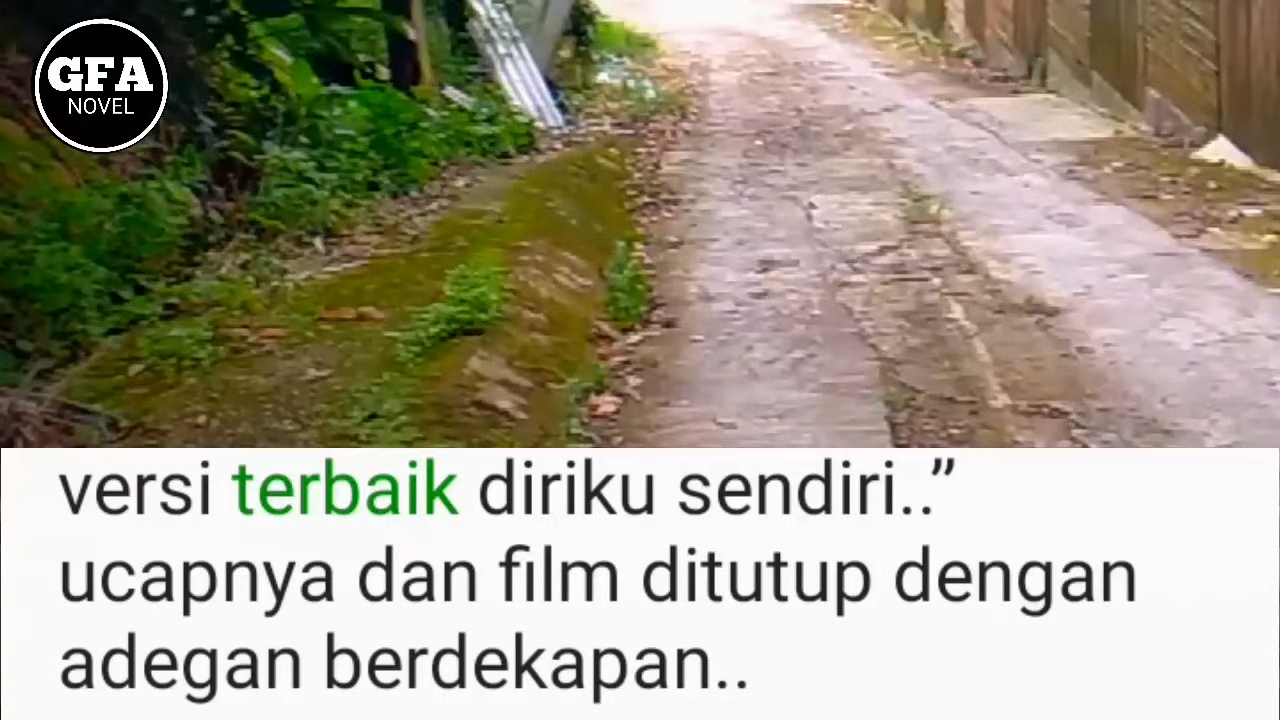 GFA
NOVEL
versi terbaik diriku sendiri..”
ucapnya dan film ditutup dengan
adegan berdekapan..